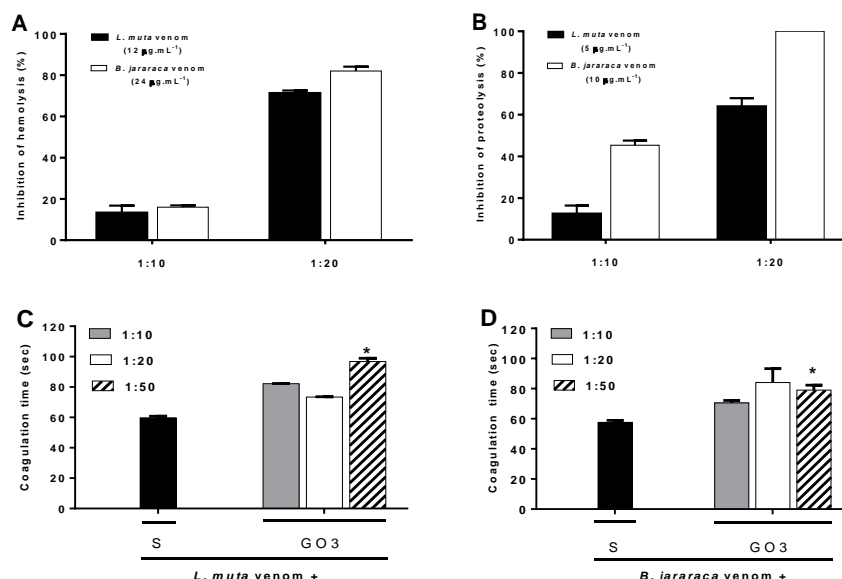 A
L. muta venom
(12 µg.mL⁻¹)
B. jararaca venom
(24 µg.mL⁻¹)
Inhibition of hemolysis (%)
100
80
60
40
20
0
1:10
1:20
B
L. muta venom
(5 µg.mL⁻¹)
B. jararaca venom
(10 µg.mL⁻¹)
Inhibition of proteolysis (%)
100
80
60
40
20
0
1:10
1:20
C
1:10
1:20
1:50
*
Coagulation time (sec)
120
100
80
60
40
20
0
S
GO3
L. muta venom +
D
1:10
1:20
1:50
*
Coagulation time (sec)
120
100
80
60
40
20
0
S
GO3
B. jararaca venom +